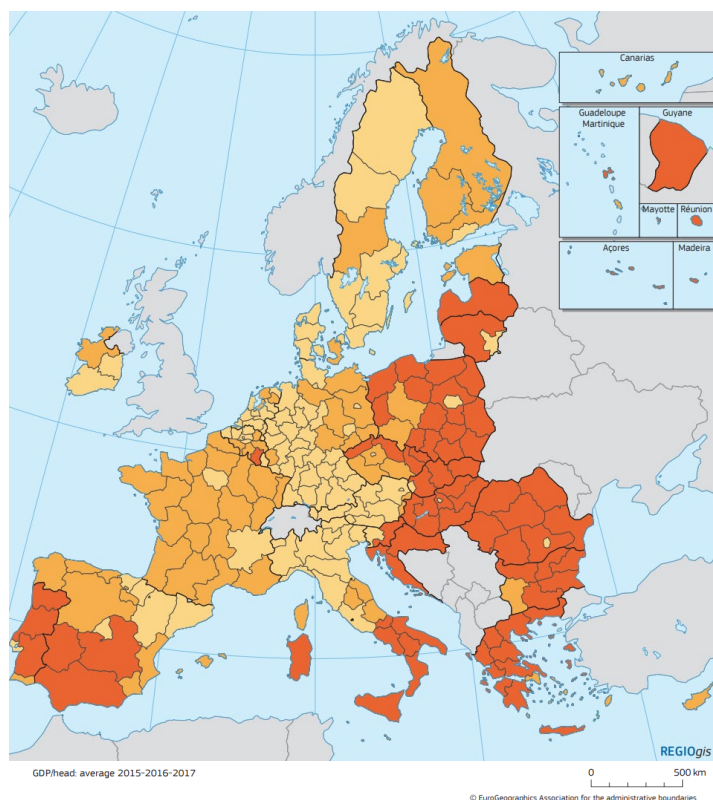 Canarias
Guadeloupe
Martinique
Guyane
Mayotte
Réunion
Açores
Madeira
REGIOgis
GDP/head: average 2015-2016-2017
0 500 km
© EuroGeographics Association for the administrative boundaries